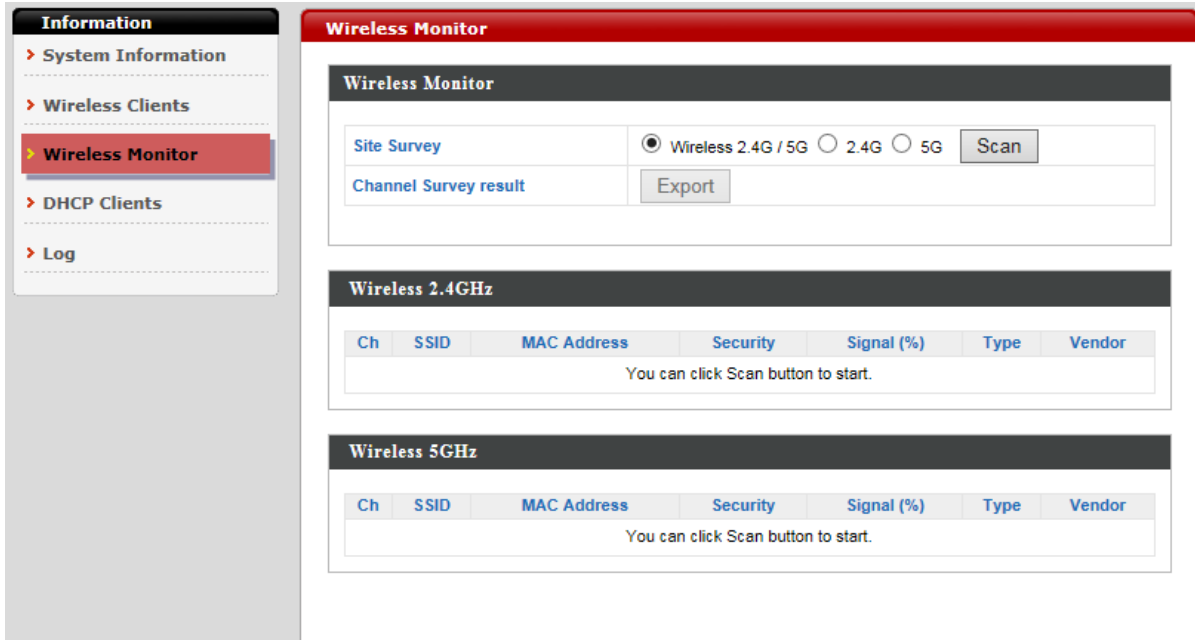 Information
System Information
Wireless Clients
Wireless Monitor
DHCP Clients
Log
Wireless Monitor
Wireless Monitor
Site Survey Wireless 2.4G / 5G 2.4G 5G Scan
Channel Survey result Export
Wireless 2.4GHz
Ch SSID MAC Address Security Signal (%) Type Vendor
You can click Scan button to start.
Wireless 5GHz
Ch SSID MAC Address Security Signal (%) Type Vendor
You can click Scan button to start.